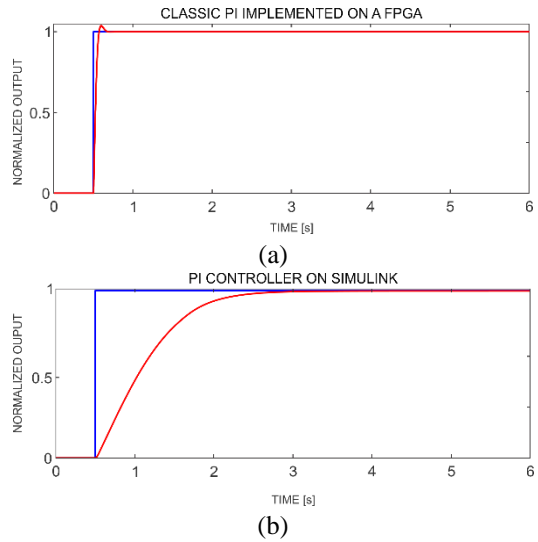 CLASSIC PI IMPLEMENTED ON A FPGA
NORMALIZED OUTPUT
1
0.5
0
0 1 2 3 4 5 6
TIME [s]
(a)
PI CONTROLLER ON SIMULINK
NORMALIZED OUPUT
1
0.5
0
0 1 2 3 4 5 6
TIME [s]
(b)